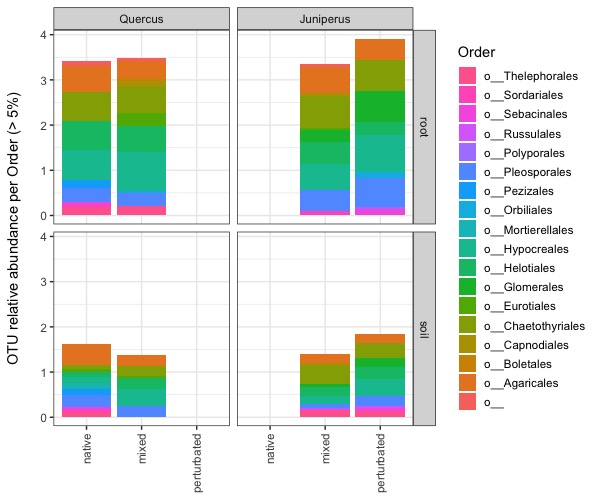 Quercus
Juniperus
OTU relative abundance per Order (> 5%)
4
3
2
1
0
root
4
3
2
1
0
soil
native
mixed
perturbated
native
mixed
perturbated
Order
o__Thelephorales
o__Sordariales
o__Sebacinales
o__Russulales
o__Polyporales
o__Pleosporales
o__Pezizales
o__Orbiliales
o__Mortierellales
o__Hypocreales
o__Helotiales
o__Glomerales
o__Eurotiales
o__Chaetothyriales
o__Capnodiales
o__Boletales
o__Agaricales
o__